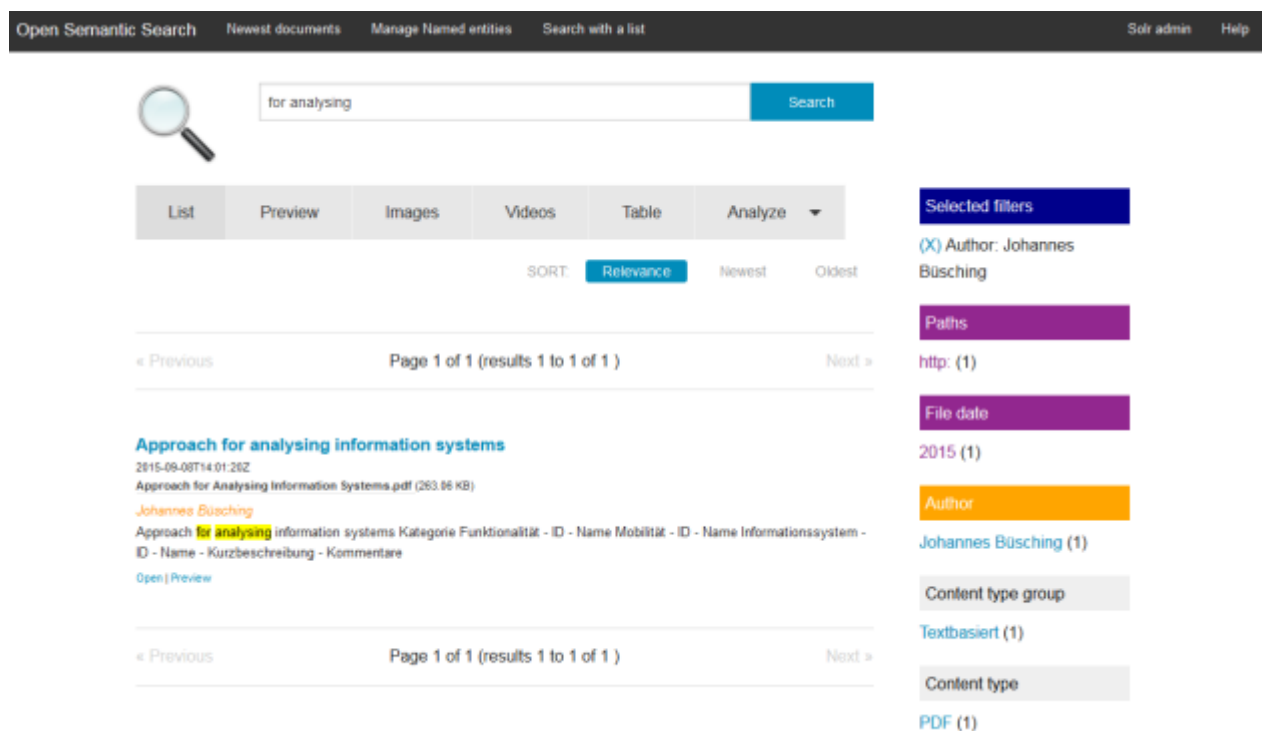 Open Semantic Search Newest documents Manage Named entities Search with a list Solr admin Help
for analysing Search
List Preview Images Videos Table Analyze
SORT: Relevance Newest Oldest
« Previous Page 1 of 1 (results 1 to 1 of 1 ) Next »
Approach for analysing information systems
2015-09-08T14:01:20Z
Approach for Analysing Information Systems.pdf (263.06 KB)
Johannes Büsching
Approach for analysing information systems Kategorie Funktionalität - ID - Name Mobilität - ID - Name Informationssystem -
ID - Name - Kurzbeschreibung - Kommentare
Open | Preview
« Previous Page 1 of 1 (results 1 to 1 of 1 ) Next »
Selected filters
(X) Author: Johannes
Büsching
Paths
http: (1)
File date
2015 (1)
Author
Johannes Büsching (1)
Content type group
Textbasiert (1)
Content type
PDF (1)